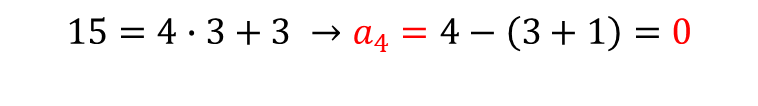 15 = 4 · 3 + 3 → a₄ = 4 − (3 + 1) = 0